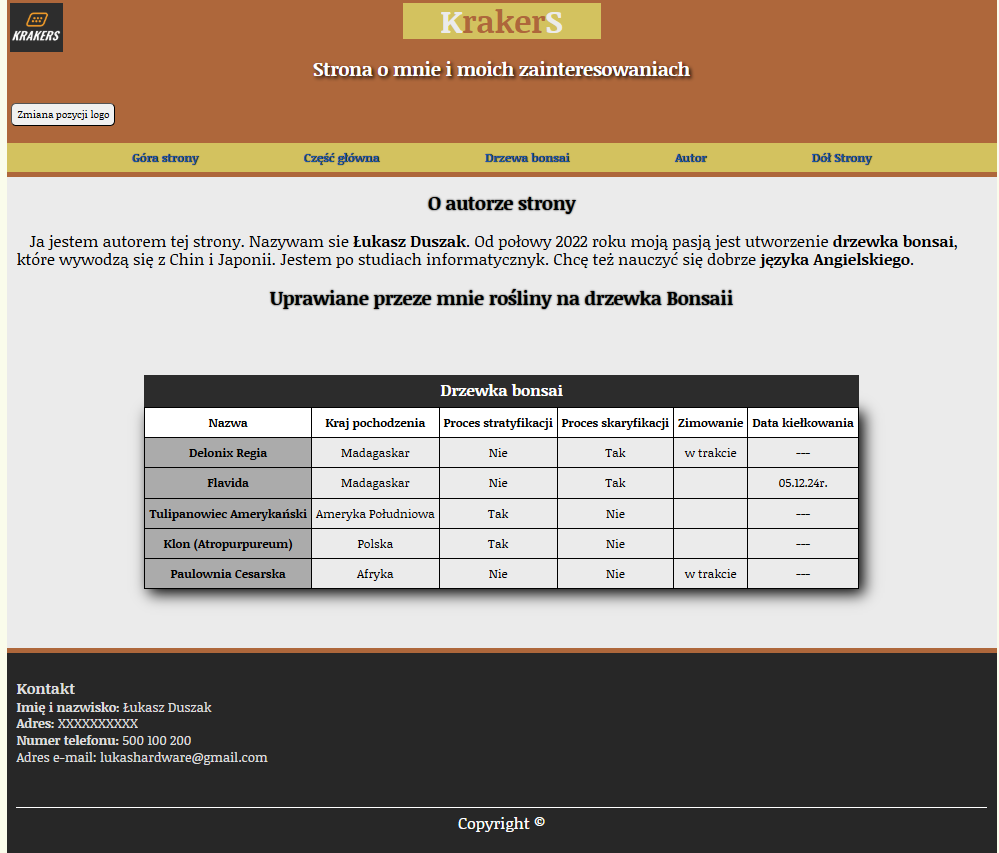 KRAKERS
KrakerS
Strona o mnie i moich zainteresowaniach
Zmiana pozycji logo
Góra strony Część główna Drzewa bonsai Autor Dół Strony
O autorze strony
Ja jestem autorem tej strony. Nazywam sie Łukasz Duszak. Od połowy 2022 roku moją pasją jest utworzenie drzewka bonsai,
które wywodzą się z Chin i Japonii. Jestem po studiach informatycznyk. Chcę też nauczyć się dobrze języka Angielskiego.
Uprawiane przeze mnie rośliny na drzewka Bonsaii
Drzewka bonsai
Nazwa Kraj pochodzenia Proces stratyfikacji Proces skaryfikacji Zimowanie Data kiełkowania
Delonix Regia Madagaskar Nie Tak w trakcie ---
Flavida Madagaskar Nie Tak 05.12.24r.
Tulipanowiec Amerykański Ameryka Południowa Tak Nie ---
Klon (Atropurpureum) Polska Tak Nie ---
Paulownia Cesarska Afryka Nie Nie w trakcie ---
Kontakt
Imię i nazwisko: Łukasz Duszak
Adres: XXXXXXXXXX
Numer telefonu: 500 100 200
Adres e-mail: lukashardware@gmail.com
Copyright ©